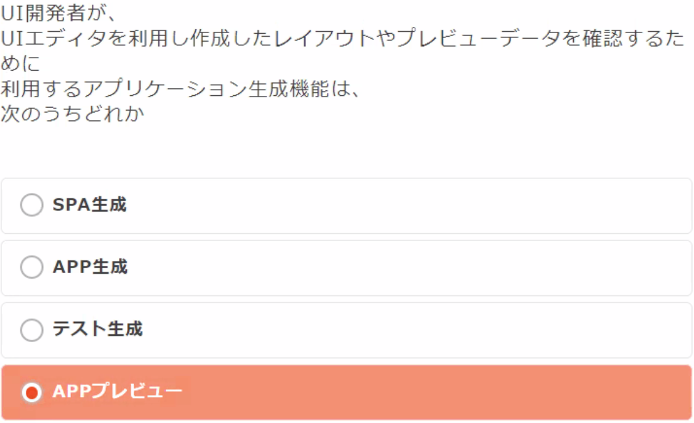 UI開発者が、
UIエディタを利用し作成したレイアウトやプレビューデータを確認するた
めに
利用するアプリケーション生成機能は、
次のうちどれか
SPA生成
APP生成
テスト生成
APPプレビュー